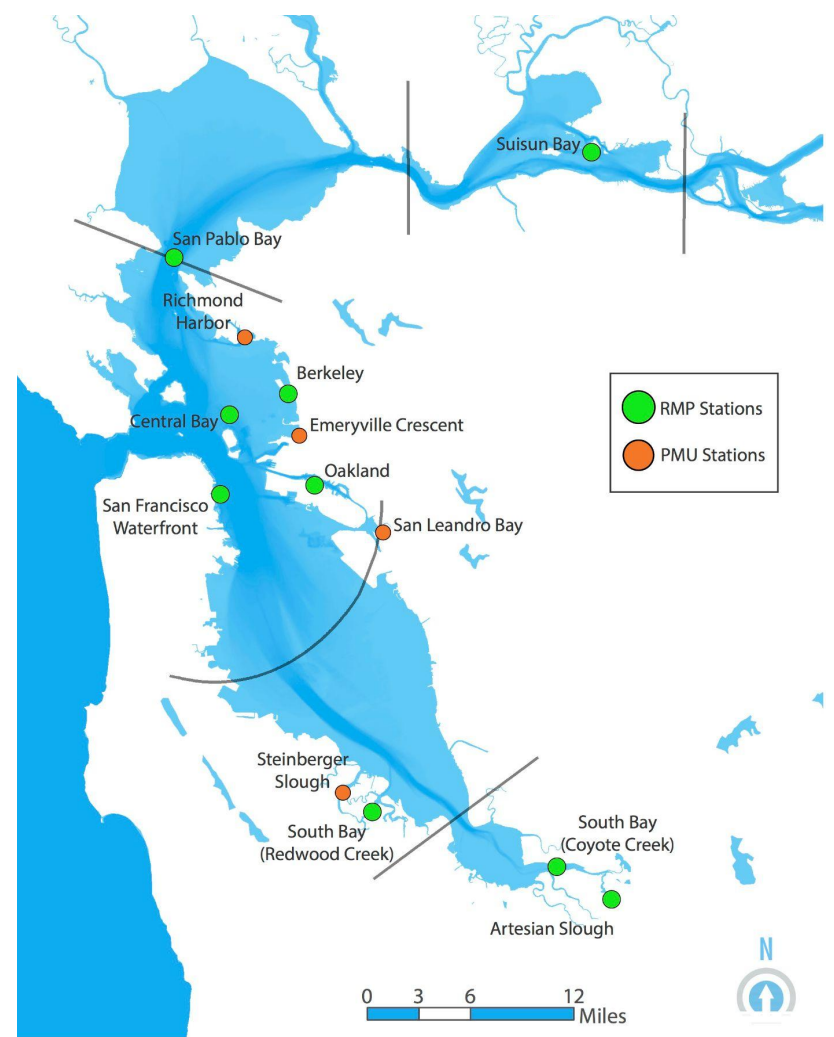 Suisun Bay
San Pablo Bay
Richmond
Harbor
Berkeley
Central Bay
Emeryville Crescent
RMP Stations
PMU Stations
Oakland
San Francisco
Waterfront
San Leandro Bay
Steinberger
Slough
South Bay
(Redwood Creek)
South Bay
(Coyote Creek)
Artesian Slough
N
0 3 6 12
Miles